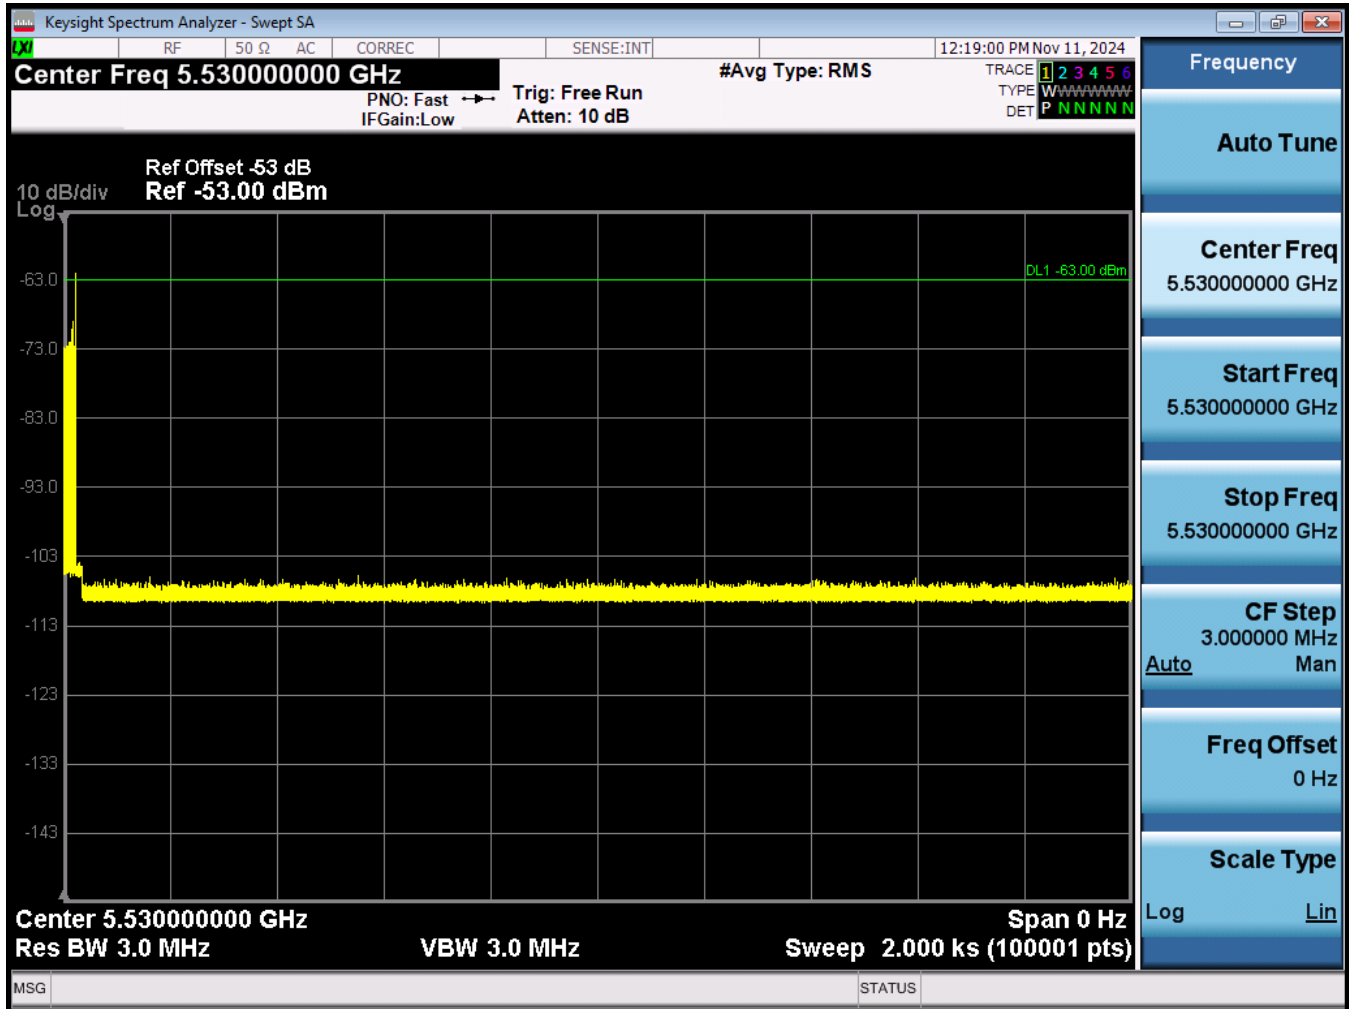 Keysight Spectrum Analyzer - Swept SA
LXI RF 50 Ω AC CORREC SENSE:INT 12:19:00 PM Nov 11, 2024
Center Freq 5.530000000 GHz
PNO: Fast
IFGain:Low
Trig: Free Run
Atten: 10 dB
#Avg Type: RMS
TRACE 1 2 3 4 5 6
TYPE WWWWWWW
DET P N N N N N
Ref Offset -53 dB
10 dB/div Ref -53.00 dBm
Log
DL1 -63.00 dBm
-63.0
-73.0
-83.0
-93.0
-103
-113
-123
-133
-143
Center 5.530000000 GHz Span 0 Hz
Res BW 3.0 MHz VBW 3.0 MHz Sweep 2.000 ks (100001 pts)
MSG STATUS
Frequency
Auto Tune
Center Freq
5.530000000 GHz
Start Freq
5.530000000 GHz
Stop Freq
5.530000000 GHz
CF Step
3.000000 MHz
Auto Man
Freq Offset
0 Hz
Scale Type
Log Lin